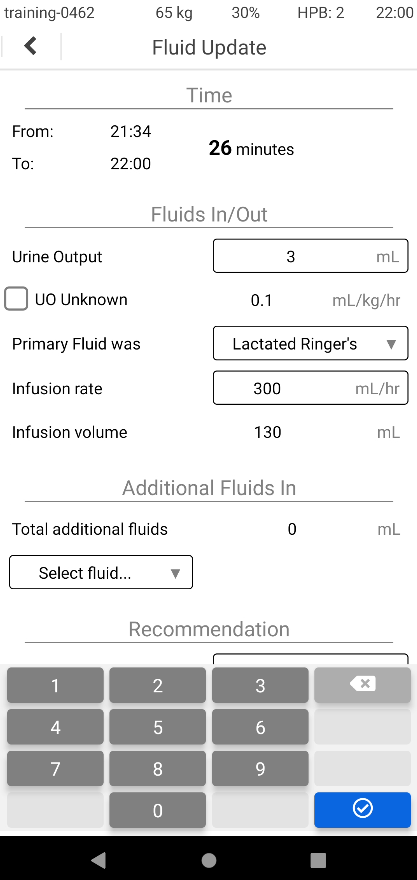 training-0462 65 kg 30% HPB: 2 22:00
Fluid Update
Time
From: 21:34
26 minutes
To: 22:00
Fluids In/Out
Urine Output 3 mL
UO Unknown 0.1 mL/kg/hr
Primary Fluid was Lactated Ringer's ▼
Infusion rate 300 mL/hr
Infusion volume 130 mL
Additional Fluids In
Total additional fluids 0 mL
Select fluid... ▼
Recommendation
1 2 3
4 5 6
7 8 9
0